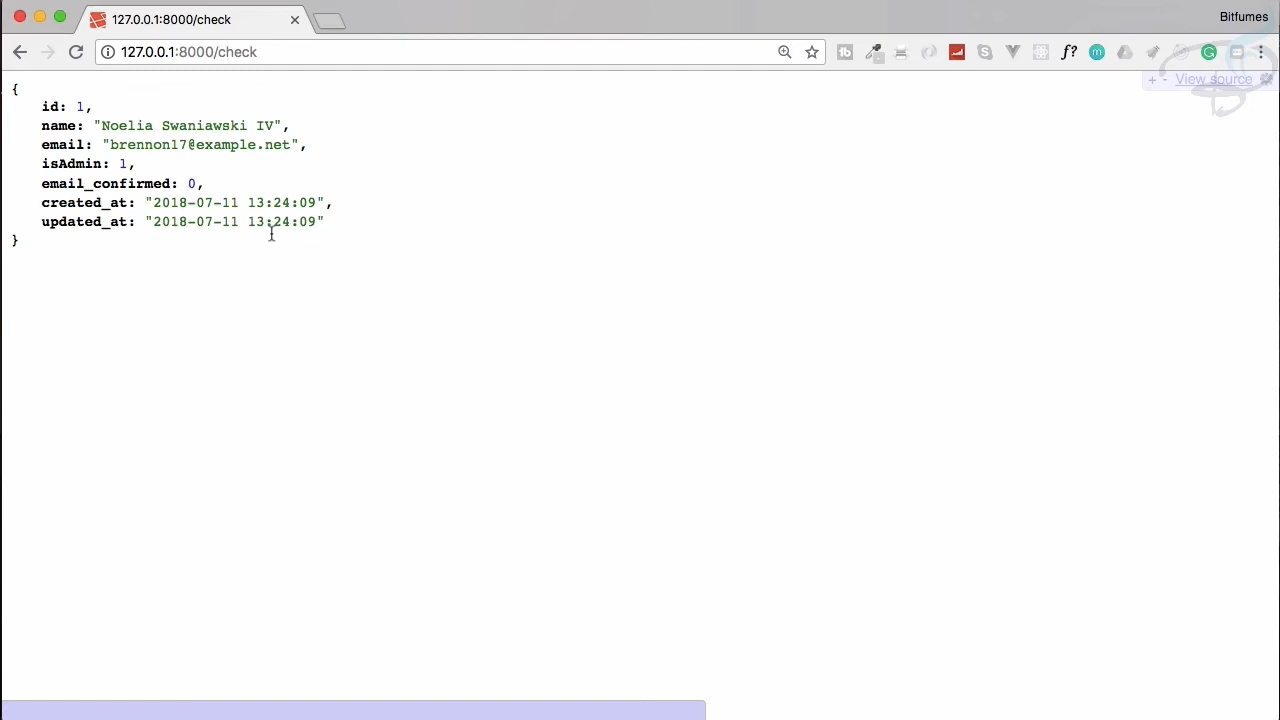 127.0.0.1:8000/check
Bitfumes
127.0.0.1:8000/check
f?
m
+ - View source
{
id: 1,
name: "Noelia Swaniawski IV",
email: "brennon17@example.net",
isAdmin: 1,
email_confirmed: 0,
created_at: "2018-07-11 13:24:09",
updated_at: "2018-07-11 13:24:09"
}